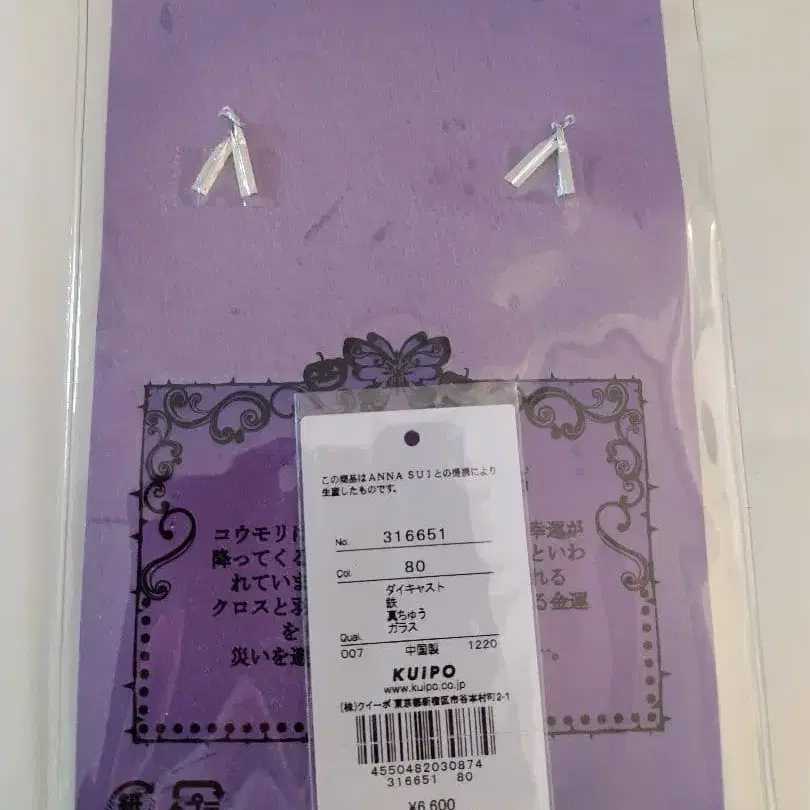 この商品はANNA SUIとの提携により
生産したものです。
No. 316651
Col. 80
ダイキャスト
鉄
真ちゅう
ガラス
Qual.
007 中国製 1220
KUIPO
www.kuipo.co.jp
(株)クイーポ 東京都新宿区市谷本村町2-1
4550482030874
316651 80
¥6,600
コウモリ 幸運が
降ってくる といわ
れていま れる
クロスと る金運
を
災いを 。
紙